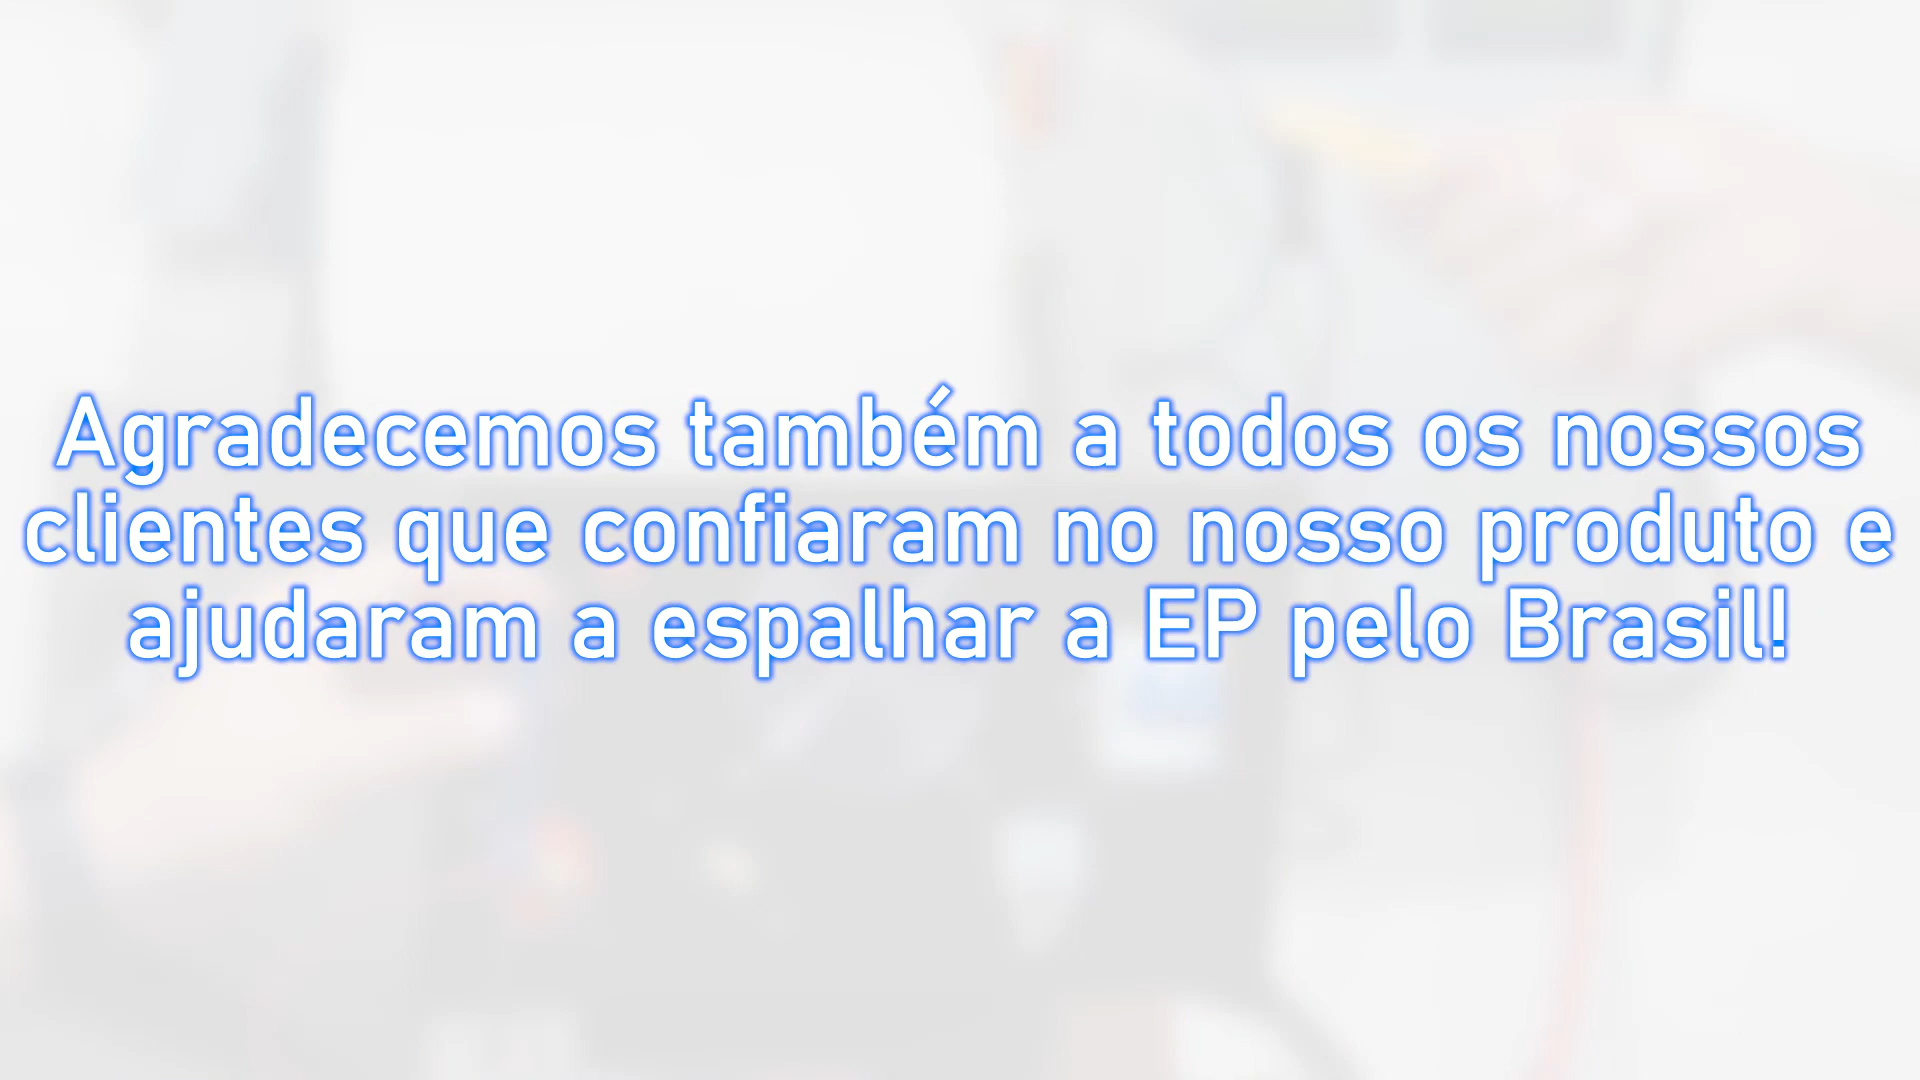 Agradecemos também a todos os nossos
clientes que confiaram no nosso produto e
ajudaram a espalhar a EP pelo Brasil!